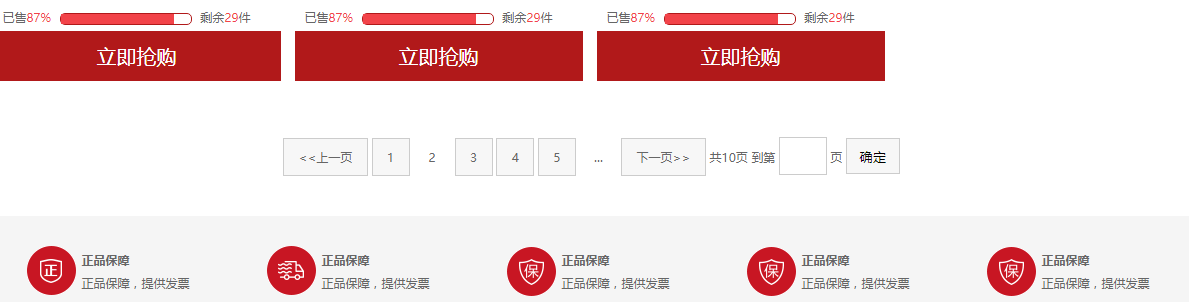 已售87% 剩余29件 已售87% 剩余29件 已售87% 剩余29件
立即抢购 立即抢购 立即抢购
<<上一页 1 2 3 4 5 ... 下一页>> 共10页 到第 页 确定
正 正品保障 保 正品保障 保 正品保障 保 正品保障 正品保障
正品保障，提供发票 正品保障，提供发票 正品保障，提供发票 正品保障，提供发票 正品保障，提供发票